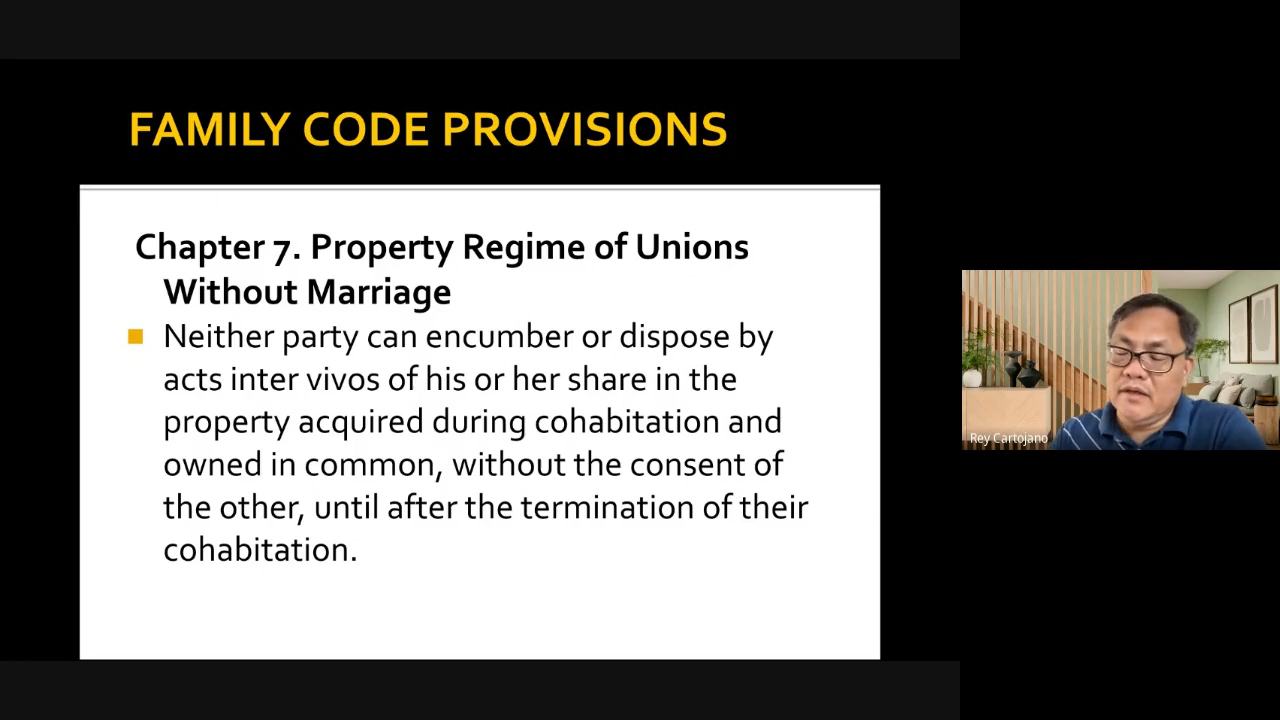 FAMILY CODE PROVISIONS
Chapter 7. Property Regime of Unions
Without Marriage
Neither party can encumber or dispose by
acts inter vivos of his or her share in the
property acquired during cohabitation and
owned in common, without the consent of
the other, until after the termination of their
cohabitation.
Rey Cartojano